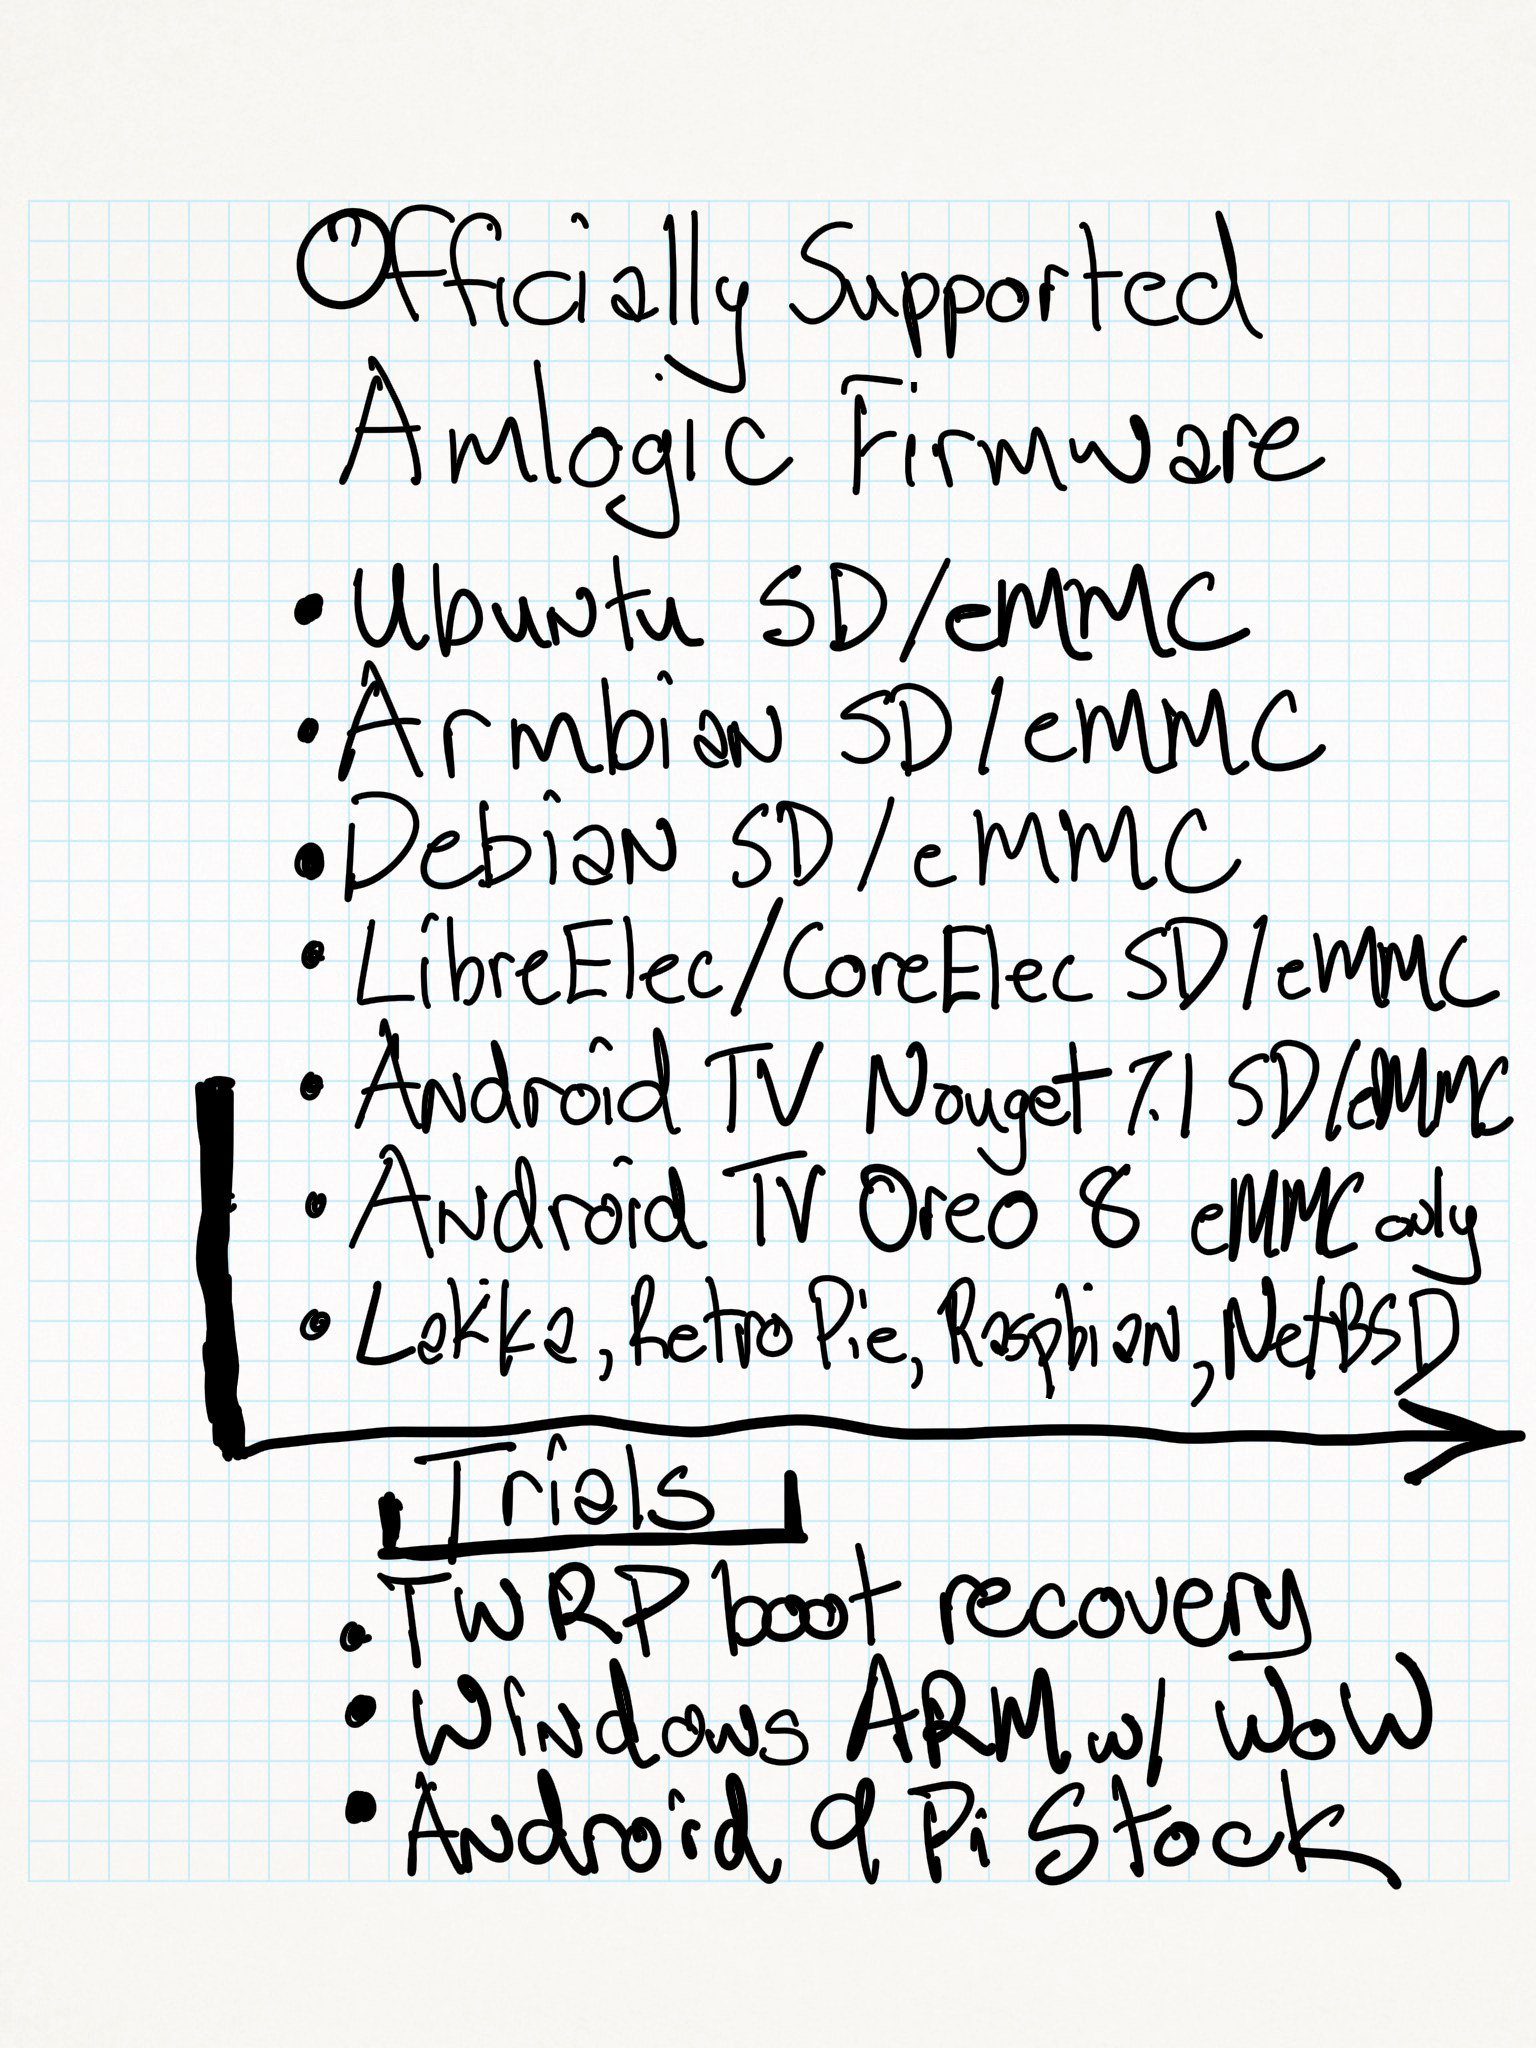 Officially Supported
Amlogic Firmware
• Ubuntu SD/eMMC
• Armbian SD/eMMC
• Debian SD/eMMC
• LibreElec/CoreElec SD/eMMC
• Android TV Nouget 7.1 SD/eMMC
• Android TV Oreo 8 eMMC only
• Lakka, RetroPie, Raspbian, NetBSD
Trials
• TWRP boot recovery
• Windows ARM w/ WoW
• Android 9 Pi Stock